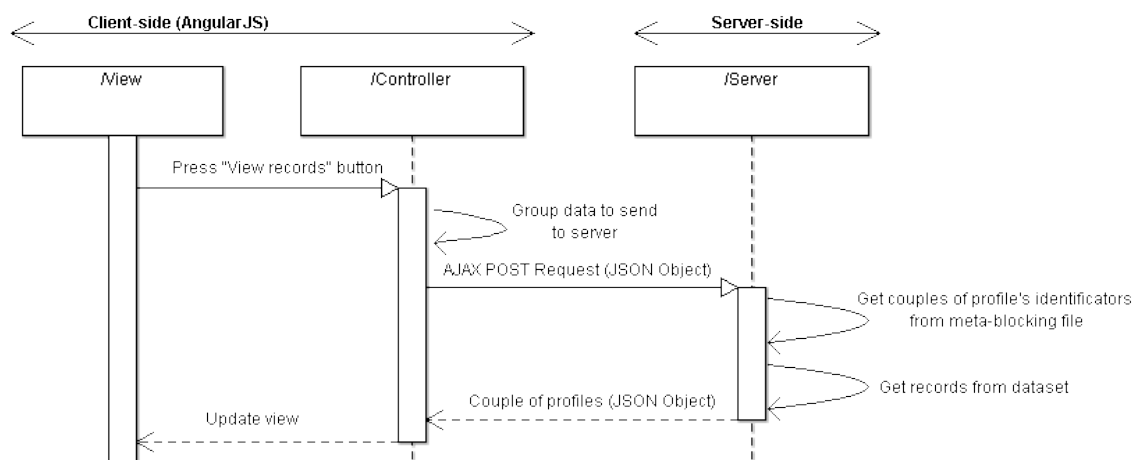 Client-side (AngularJS)
Server-side
/View
/Controller
/Server
Press "View records" button
Group data to send
to server
AJAX POST Request (JSON Object)
Get couples of profile's identificators
from meta-blocking file
Get records from dataset
Couple of profiles (JSON Object)
Update view